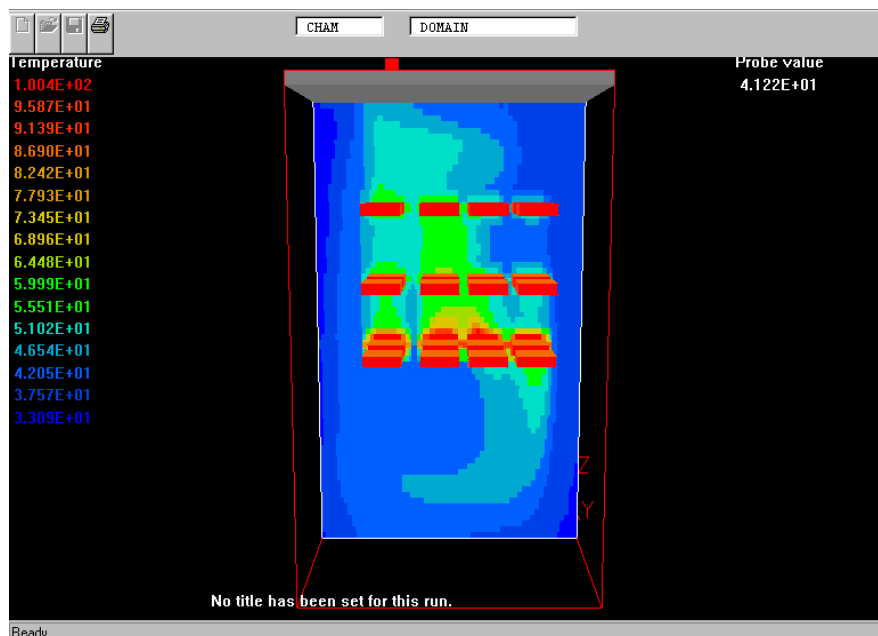 CHAM DOMAIN
Temperature
Probe value
1.004E+02
4.122E+01
9.587E+01
9.139E+01
8.690E+01
8.242E+01
7.793E+01
7.345E+01
6.896E+01
6.448E+01
5.999E+01
5.551E+01
5.102E+01
4.654E+01
4.205E+01
3.757E+01
3.309E+01
Z
Y
No title has been set for this run.
Ready